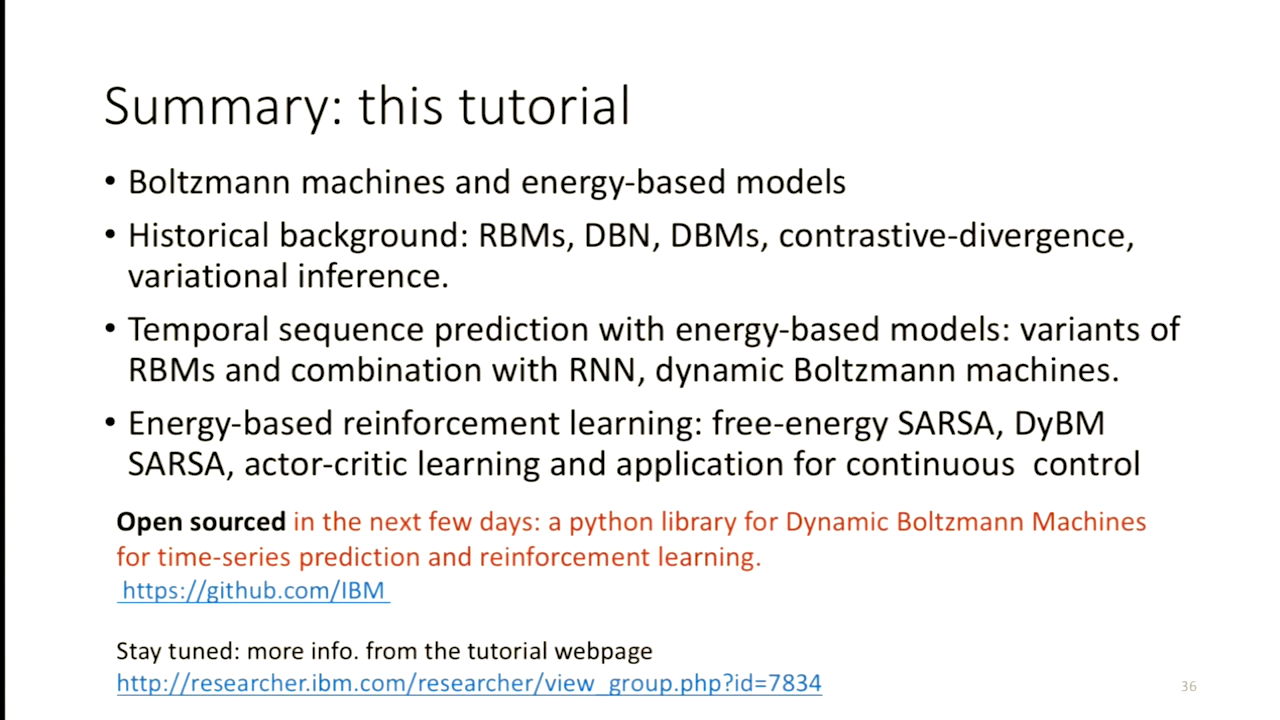 Summary: this tutorial
• Boltzmann machines and energy-based models
• Historical background: RBMs, DBN, DBMs, contrastive-divergence,
variational inference.
• Temporal sequence prediction with energy-based models: variants of
RBMs and combination with RNN, dynamic Boltzmann machines.
• Energy-based reinforcement learning: free-energy SARSA, DyBM
SARSA, actor-critic learning and application for continuous  control
Open sourced in the next few days: a python library for Dynamic Boltzmann Machines
for time-series prediction and reinforcement learning.
https://github.com/IBM
Stay tuned: more info. from the tutorial webpage
http://researcher.ibm.com/researcher/view_group.php?id=7834
36